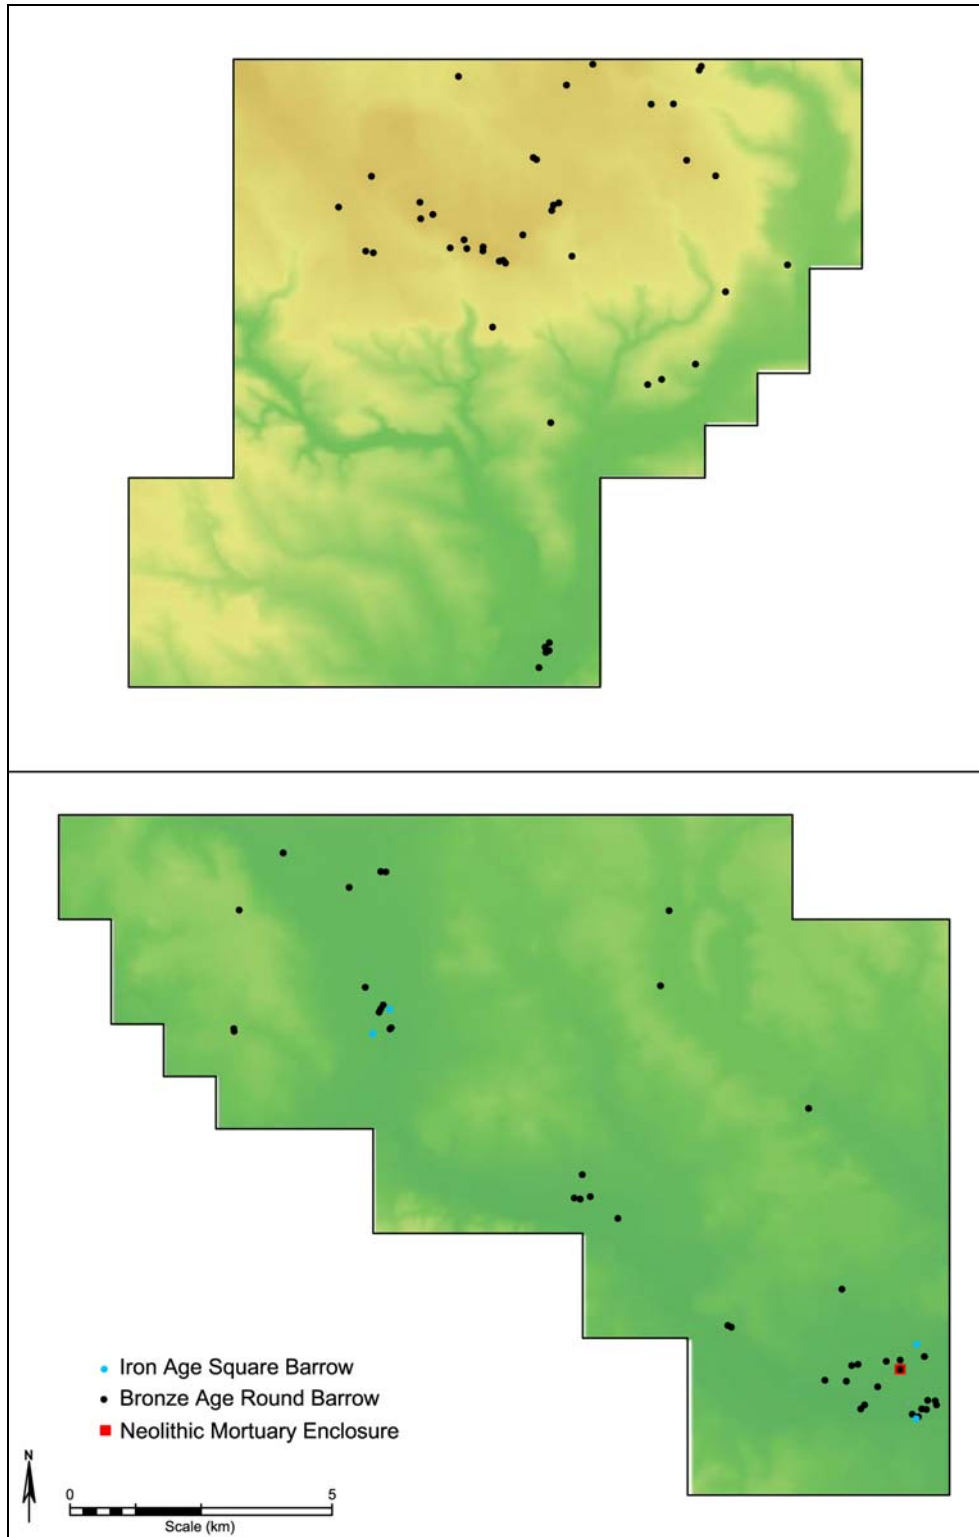 Iron Age Square Barrow
Bronze Age Round Barrow
Neolithic Mortuary Enclosure
N
0 5
Scale (km)